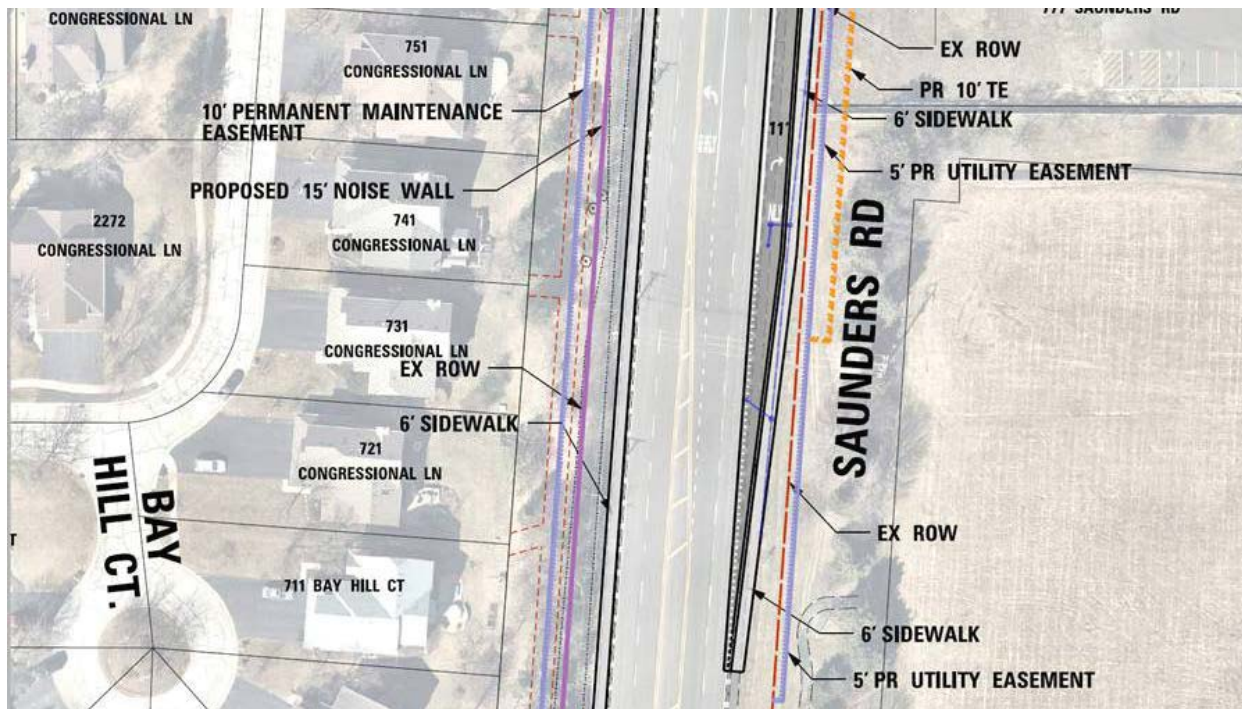 CONGRESSIONAL LN
777 SAUNDERS RD
751
CONGRESSIONAL LN
EX ROW
PR 10' TE
6' SIDEWALK
10' PERMANENT MAINTENANCE
EASEMENT
11'
5' PR UTILITY EASEMENT
PROPOSED 15' NOISE WALL
2272
CONGRESSIONAL LN
741
CONGRESSIONAL LN
SAUNDERS RD
731
CONGRESSIONAL LN
EX ROW
6' SIDEWALK
721
CONGRESSIONAL LN
BAY
HILL CT.
T
EX ROW
711 BAY HILL CT
6' SIDEWALK
5' PR UTILITY EASEMENT